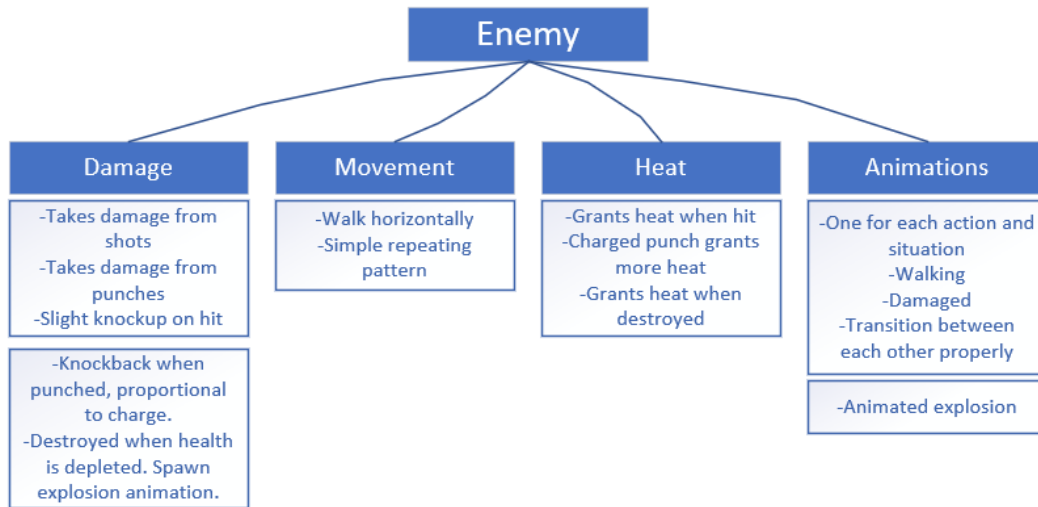 Enemy
Damage
-Takes damage from
shots
-Takes damage from
punches
-Slight knockup on hit
-Knockback when
punched, proportional
to charge.
-Destroyed when health
is depleted. Spawn
explosion animation.
Movement
-Walk horizontally
-Simple repeating
pattern
Heat
-Grants heat when hit
-Charged punch grants
more heat
-Grants heat when
destroyed
Animations
-One for each action and
situation
-Walking
-Damaged
-Transition between
each other properly
-Animated explosion